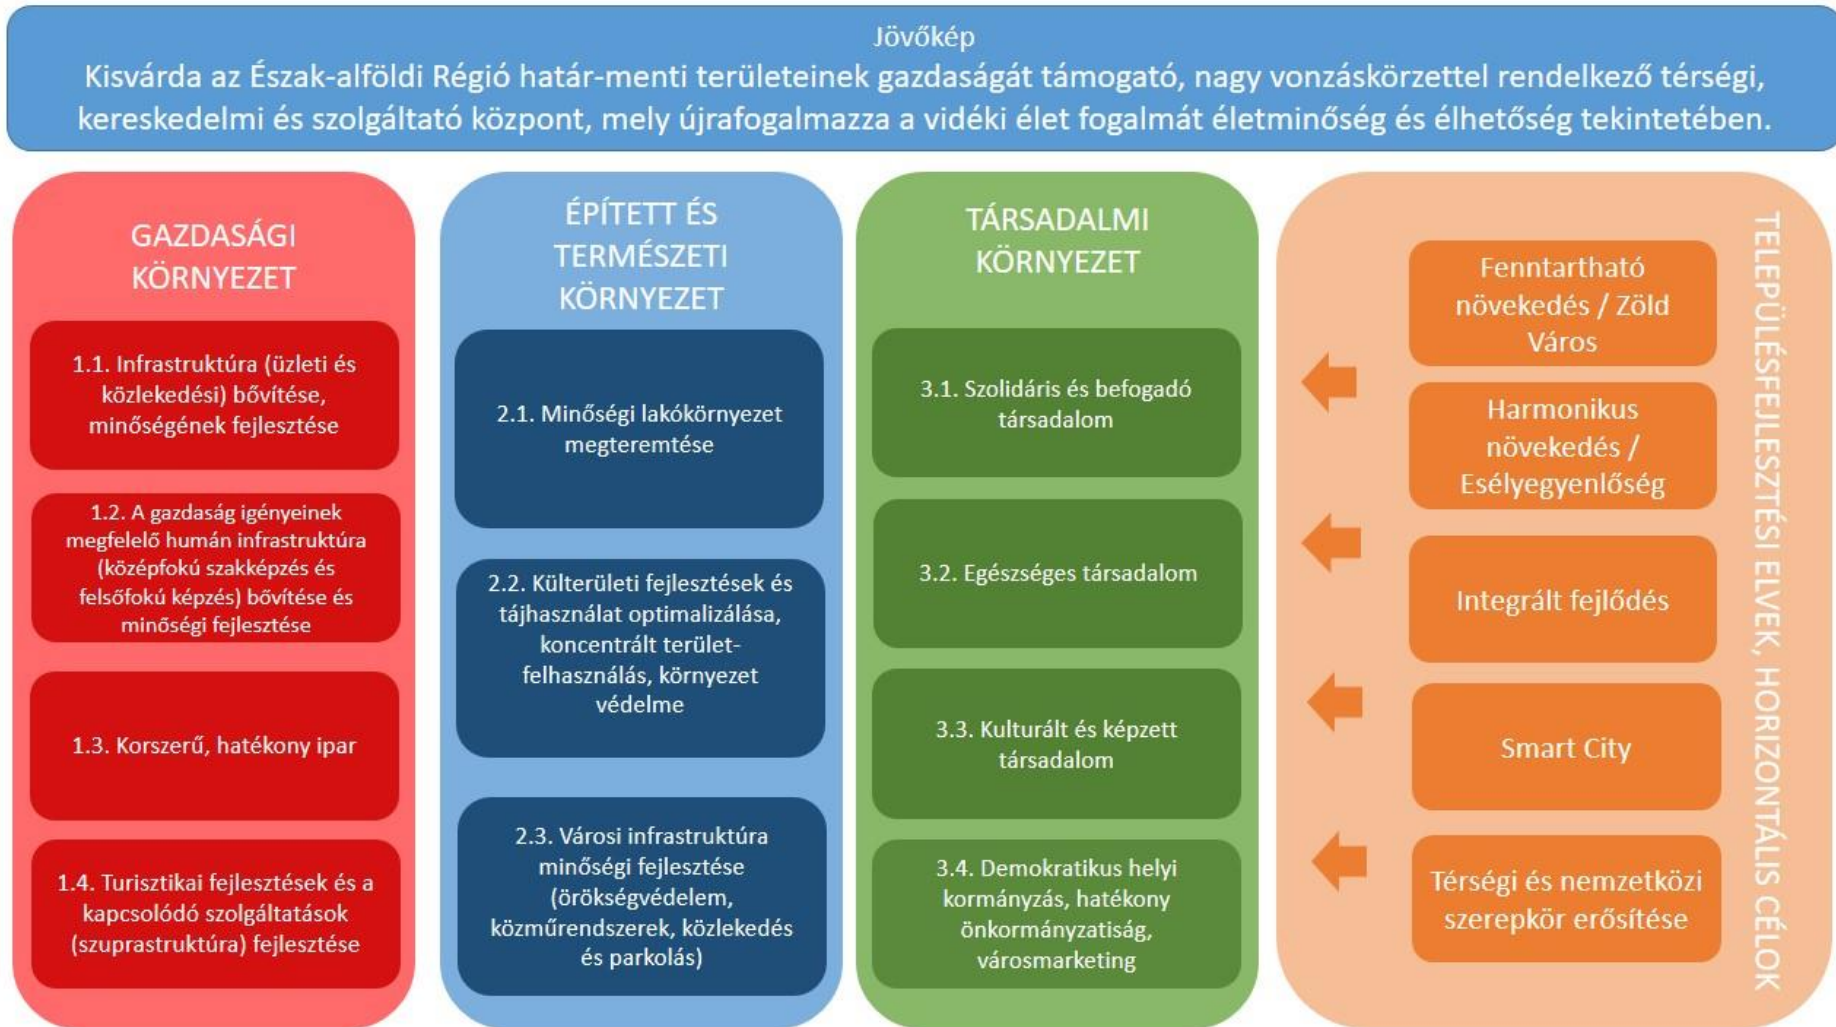 Jövőkép
Kisvárda az Észak-alföldi Régió határ-menti területeinek gazdaságát támogató, nagy vonzáskörzettel rendelkező térségi,
kereskedelmi és szolgáltató központ, mely újrafogalmazza a vidéki élet fogalmát életminőség és élhetőség tekintetében.
GAZDASÁGI
KÖRNYEZET
1.1. Infrastruktúra (üzleti és
közlekedési) bővítése,
minőségének fejlesztése
1.2. A gazdaság igényeinek
megfelelő humán infrastruktúra
(középfokú szakképzés és
felsőfokú képzés) bővítése és
minőségi fejlesztése
1.3. Korszerű, hatékony ipar
1.4. Turisztikai fejlesztések és a
kapcsolódó szolgáltatások
(szuprastruktúra) fejlesztése
ÉPÍTETT ÉS
TERMÉSZETI
KÖRNYEZET
2.1. Minőségi lakókörnyezet
megteremtése
2.2. Külterületi fejlesztések és
tájhasználat optimalizálása,
koncentrált terület-
felhasználás, környezet
védelme
2.3. Városi infrastruktúra
minőségi fejlesztése
(örökségvédelem,
közműrendszerek, közlekedés
és parkolás)
TÁRSADALMI
KÖRNYEZET
3.1. Szolidáris és befogadó
társadalom
3.2. Egészséges társadalom
3.3. Kulturált és képzett
társadalom
3.4. Demokratikus helyi
kormányzás, hatékony
önkormányzatiság,
városmarketing
Fenntartható
növekedés / Zöld
Város
Harmonikus
növekedés /
Esélyegyenlőség
Integrált fejlődés
Smart City
Térségi és nemzetközi
szerepkör erősítése
TELEPÜLÉSFEJLESZTÉSI ELVEK, HORIZONTÁLIS CÉLOK